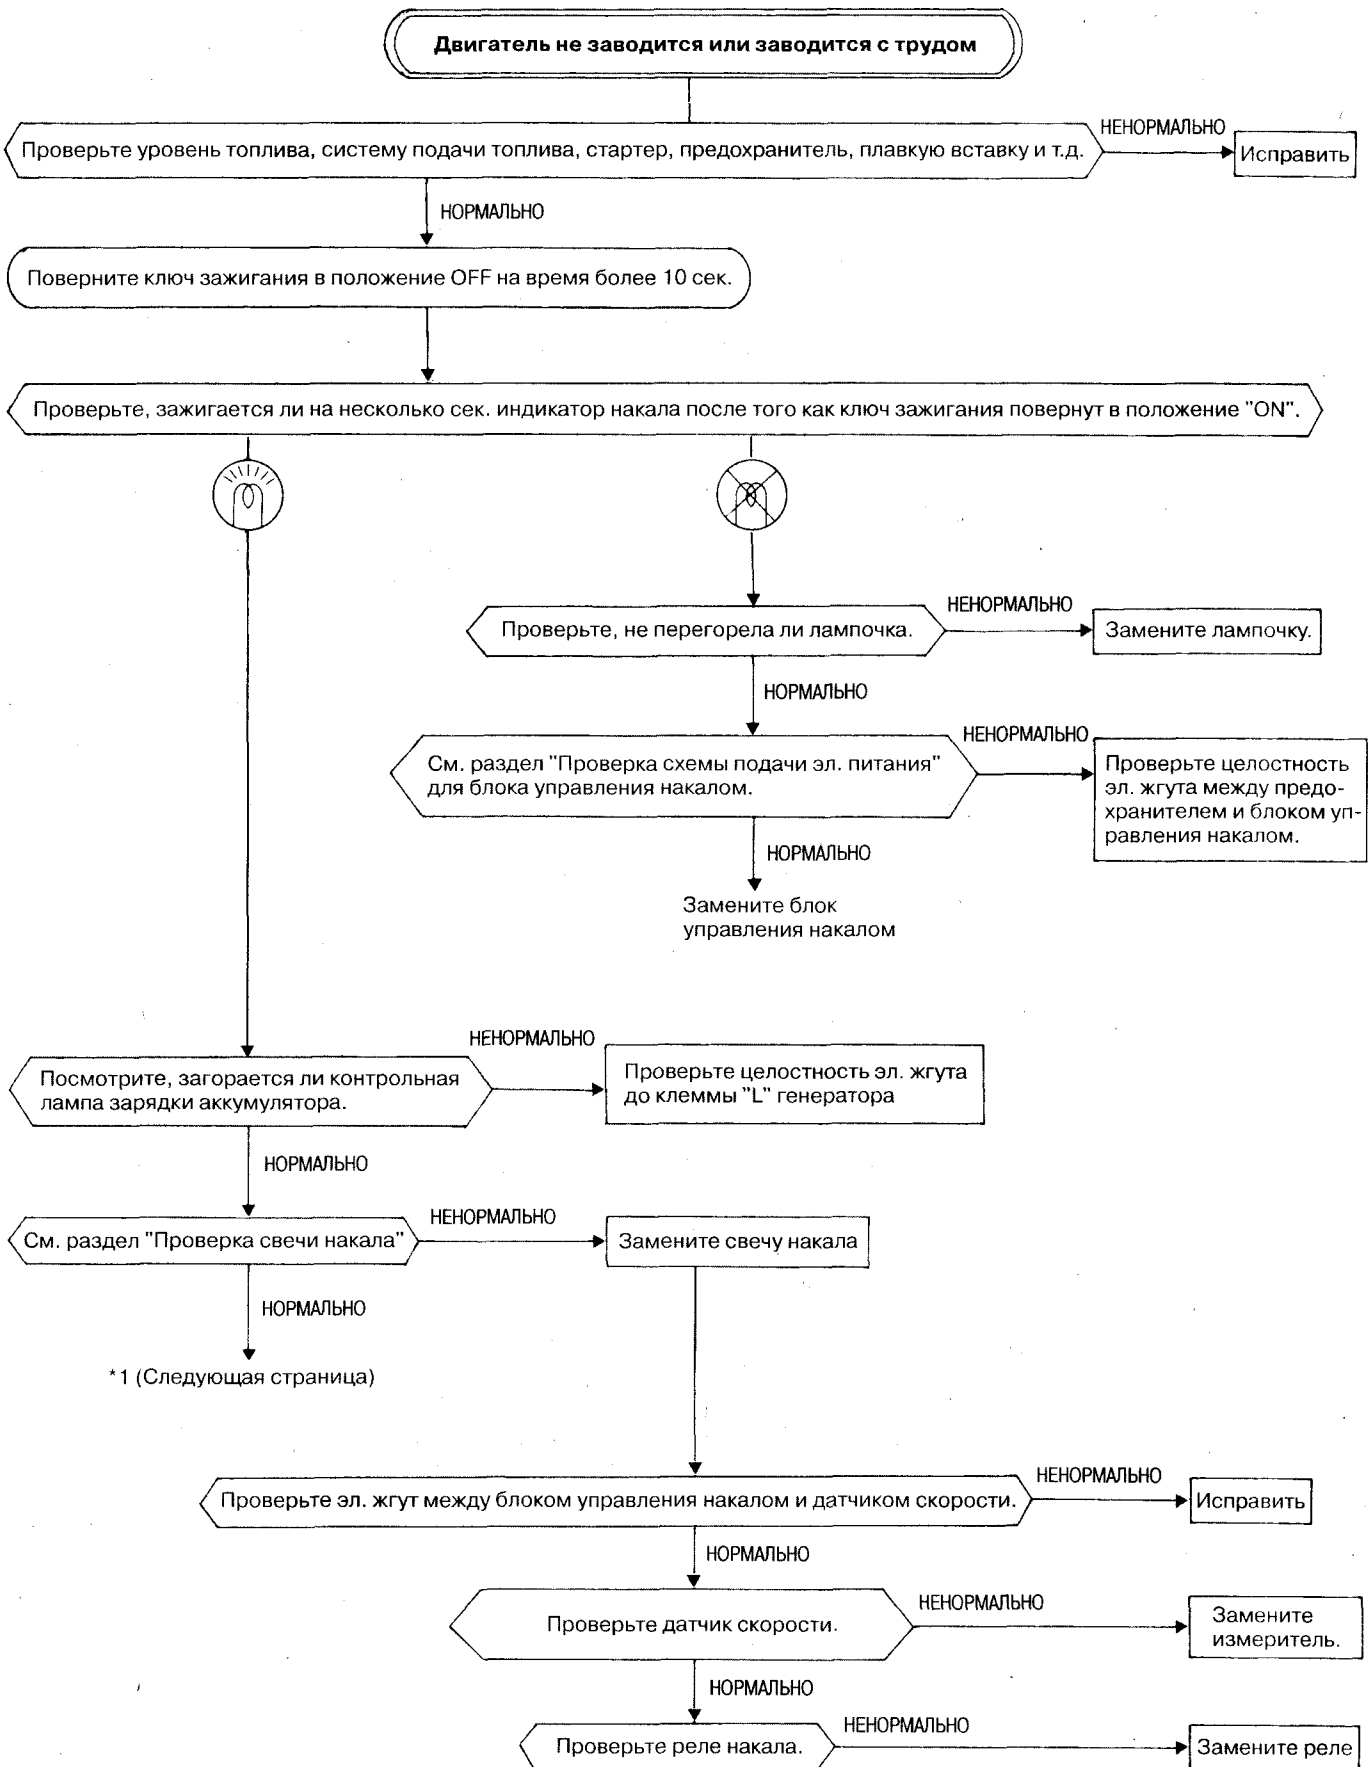 Двигатель не заводится или заводится с трудом
Проверьте уровень топлива, систему подачи топлива, стартер, предохранитель, плавкую вставку и т.д.
НЕНОРМАЛЬНО
Исправить
НОРМАЛЬНО
Поверните ключ зажигания в положение OFF на время более 10 сек.
Проверьте, зажигается ли на несколько сек. индикатор накала после того как ключ зажигания повернут в положение "ON".
Проверьте, не перегорела ли лампочка.
НЕНОРМАЛЬНО
Замените лампочку.
НОРМАЛЬНО
См. раздел "Проверка схемы подачи эл. питания"
для блока управления накалом.
НЕНОРМАЛЬНО
Проверьте целостность
эл. жгута между предо-
хранителем и блоком уп-
равления накалом.
НОРМАЛЬНО
Замените блок
управления накалом
Посмотрите, загорается ли контрольная
лампа зарядки аккумулятора.
НЕНОРМАЛЬНО
Проверьте целостность эл. жгута
до клеммы "L" генератора
НОРМАЛЬНО
См. раздел "Проверка свечи накала"
НЕНОРМАЛЬНО
Замените свечу накала
НОРМАЛЬНО
*1 (Следующая страница)
Проверьте эл. жгут между блоком управления накалом и датчиком скорости.
НЕНОРМАЛЬНО
Исправить
НОРМАЛЬНО
Проверьте датчик скорости.
НЕНОРМАЛЬНО
Замените
измеритель.
НОРМАЛЬНО
Проверьте реле накала.
НЕНОРМАЛЬНО
Замените реле